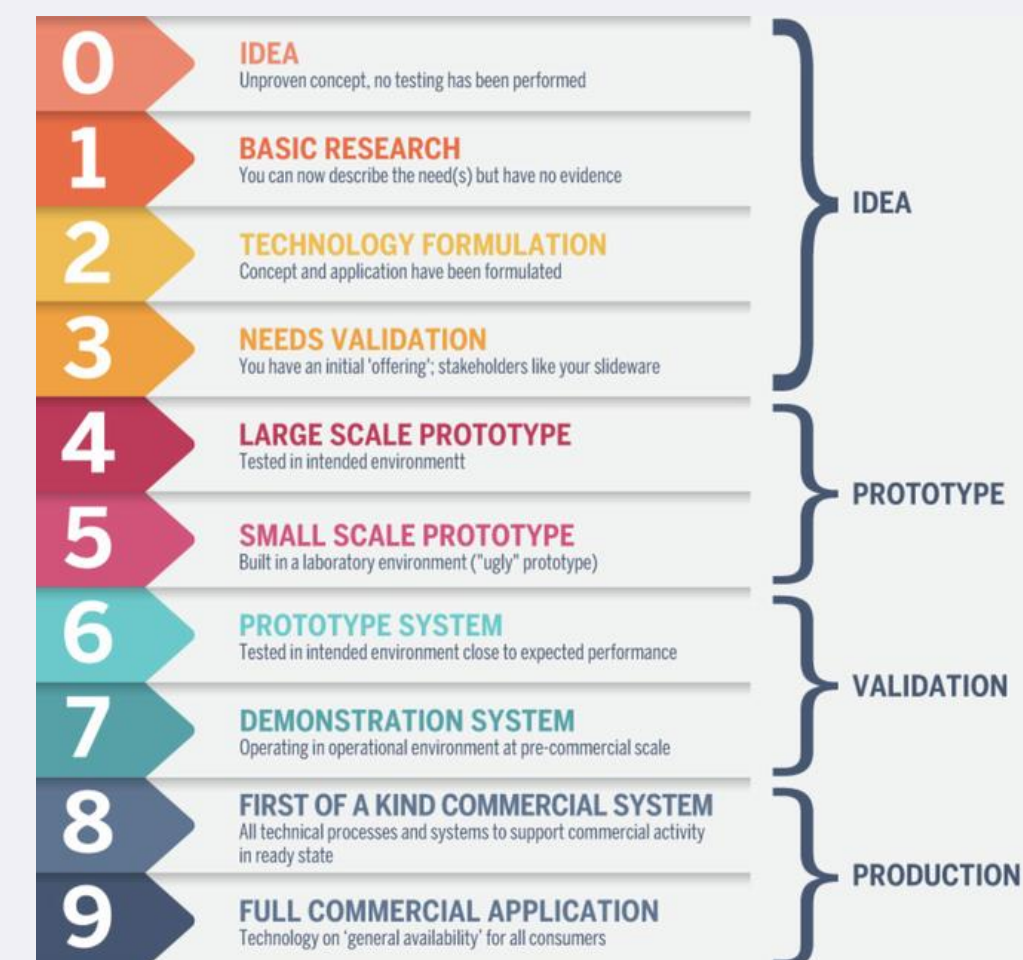 0
IDEA
Unproven concept, no testing has been performed
1
BASIC RESEARCH
You can now describe the need(s) but have no evidence
2
TECHNOLOGY FORMULATION
Concept and application have been formulated
3
NEEDS VALIDATION
You have an initial 'offering'; stakeholders like your slideware
IDEA
4
LARGE SCALE PROTOTYPE
Tested in intended environmentt
5
SMALL SCALE PROTOTYPE
Built in a laboratory environment ("ugly" prototype)
PROTOTYPE
6
PROTOTYPE SYSTEM
Tested in intended environment close to expected performance
7
DEMONSTRATION SYSTEM
Operating in operational environment at pre-commercial scale
VALIDATION
8
FIRST OF A KIND COMMERCIAL SYSTEM
All technical processes and systems to support commercial activity
in ready state
9
FULL COMMERCIAL APPLICATION
Technology on 'general availability' for all consumers
PRODUCTION